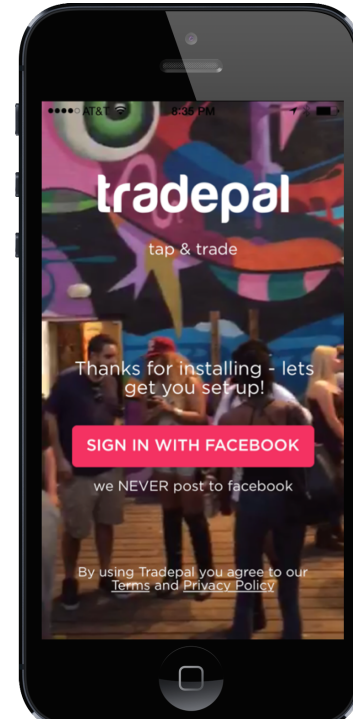 AT&T 8:35 PM
tradepal
tap & trade
Thanks for installing - lets
get you set up!
SIGN IN WITH FACEBOOK
we NEVER post to facebook
By using Tradepal you agree to our
Terms and Privacy Policy